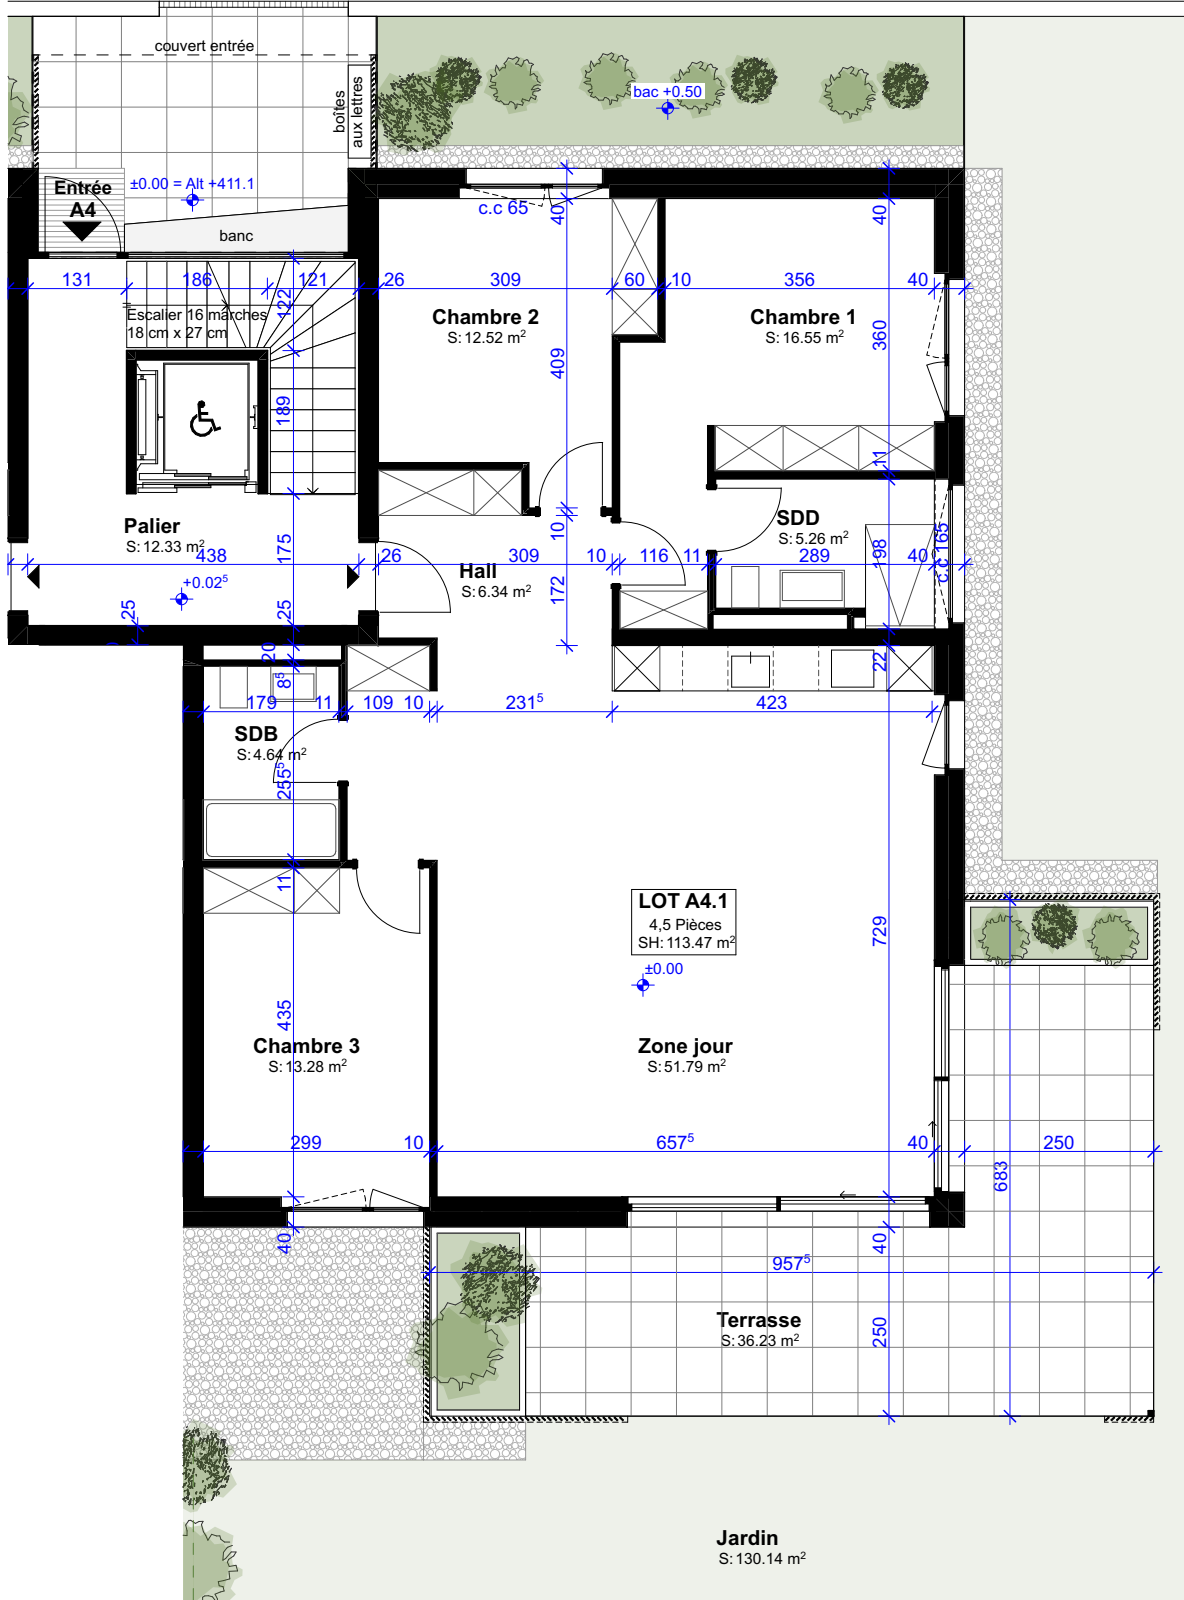 couvert entrée
boîtes
aux lettres
bac +0.50
Entrée
A4
±0.00 = Alt +411.1
banc
c.c 65
40
40
131
186
121
26
309
60
10
356
40
122
Escalier 16 marches
18 cm x 27 cm
Chambre 2
S: 12.52 m²
Chambre 1
S: 16.55 m²
360
409
189
11
Palier
S: 12.33 m²
438
175
26
309
10
10
116
11
SDD
S: 5.26 m²
289
198
40
c.c 165
Hall
S: 6.34 m²
172
+0.02⁵
25
25
20
8⁵
22
179
11
109
10
231⁵
423
SDB
S: 4.64 m²
255⁵
11
LOT A4.1
4,5 Pièces
SH: 113.47 m²
729
±0.00
435
Chambre 3
S: 13.28 m²
Zone jour
S: 51.79 m²
299
10
657⁵
40
250
683
40
40
957⁵
Terrasse
S: 36.23 m²
250
Jardin
S: 130.14 m²